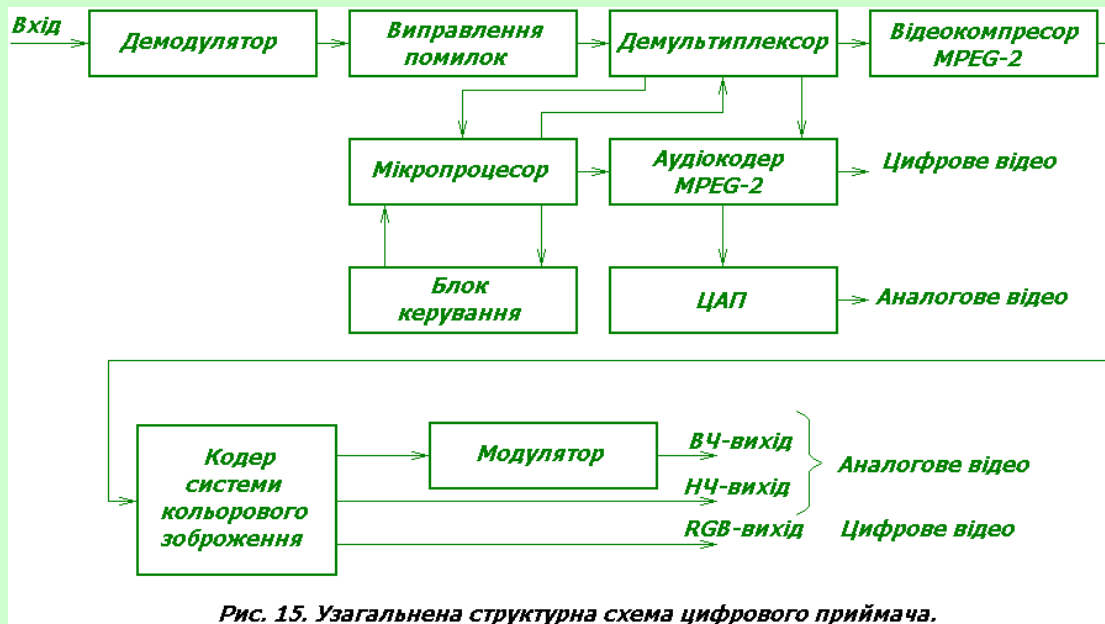 Вхід
Демодулятор
Виправлення
помилок
Демультиплексор
Відеокомпресор
MPEG-2
Мікропроцесор
Аудіокодер
MPEG-2
Цифрове відео
Блок
керування
ЦАП
Аналогове відео
Кодер
системи
кольорового
зоброження
Модулятор
ВЧ-вихід
НЧ-вихід
Аналогове відео
RGB-вихід
Цифрове відео
Рис. 15. Узагальнена структурна схема цифрового приймача.